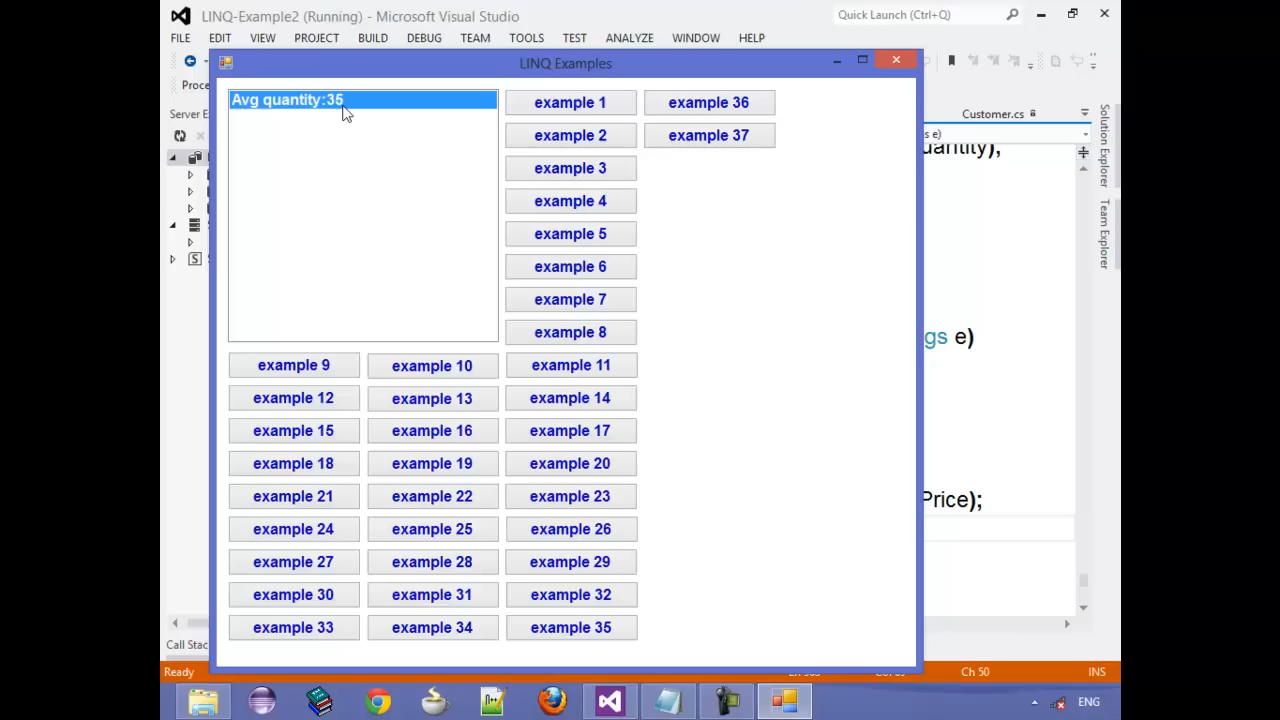 LINQ-Example2 (Running) - Microsoft Visual Studio
Quick Launch (Ctrl+Q)
FILE EDIT VIEW PROJECT BUILD DEBUG TEAM TOOLS TEST ANALYZE WINDOW HELP
LINQ Examples
Proce
Server E
Customer.cs
s e)
Solution Explorer
Team Explorer
Avg quantity:35
example 1 example 36
example 2 example 37
example 3
example 4
example 5
example 6
example 7
example 8
example 9 example 10 example 11
example 12 example 13 example 14
example 15 example 16 example 17
example 18 example 19 example 20
example 21 example 22 example 23
example 24 example 25 example 26
example 27 example 28 example 29
example 30 example 31 example 32
example 33 example 34 example 35
uantity);
gs e)
Price);
Call Stac
Ready
Ch 50
INS
ENG